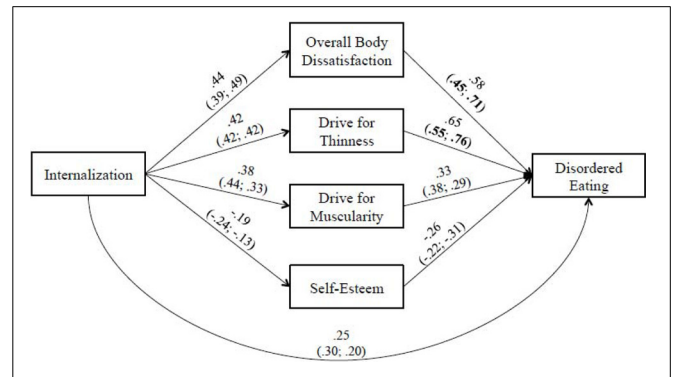 Overall Body
Dissatisfaction
.44
(.39; .49)
.58
(.45; .71)
.42
(.42; .42)
Drive for
Thinness
.65
(.55; .76)
Internalization
.38
(.44; .33)
Drive for
Muscularity
.33
(.38; .29)
Disordered
Eating
-.19
(-.24; -.13)
Self-Esteem
-.26
(-.22; -.31)
.25
(.30; .20)